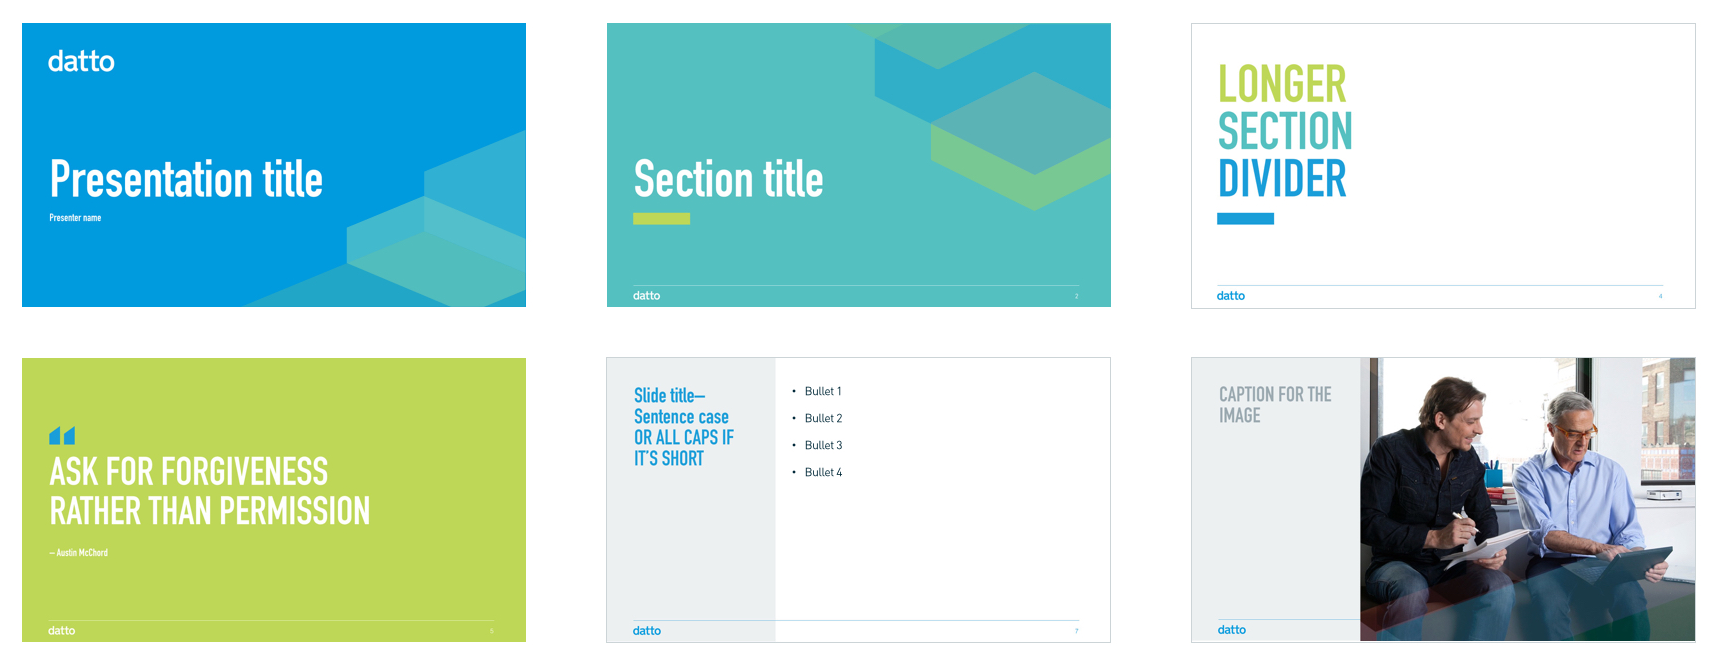 datto
Presentation title
Presenter name
Section title
datto
2
LONGER
SECTION
DIVIDER
datto
4
“
ASK FOR FORGIVENESS
RATHER THAN PERMISSION
– Austin McChord
datto
5
Slide title–
Sentence case
OR ALL CAPS IF
IT’S SHORT
• Bullet 1
• Bullet 2
• Bullet 3
• Bullet 4
datto
7
CAPTION FOR THE
IMAGE
datto